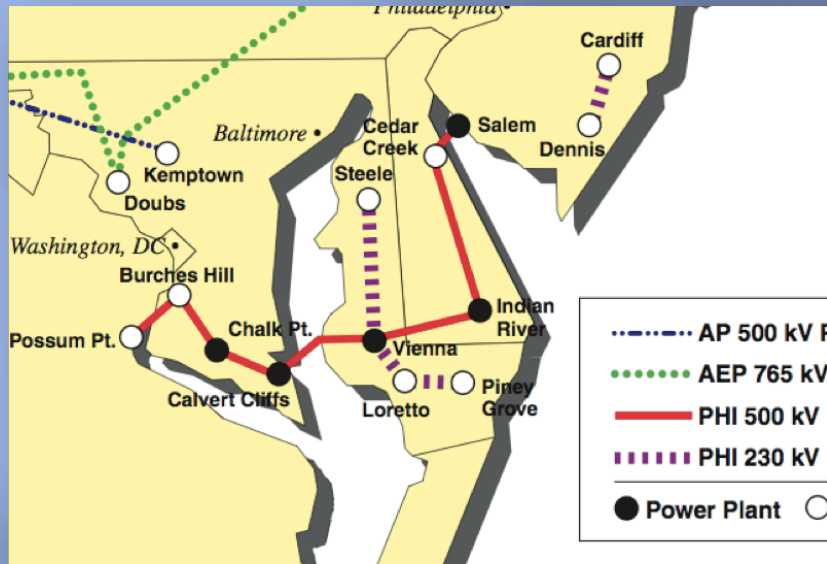 Philadelphia
Cardiff
Baltimore
Cedar
Creek
Salem
Dennis
Kemptown
Steele
Doubs
Washington, DC
Burches Hill
Indian
River
Possum Pt.
Chalk Pt.
Vienna
Calvert Cliffs
Loretto
Piney
Grove
AP 500 kV
AEP 765 kV
PHI 500 kV
PHI 230 kV
Power Plant